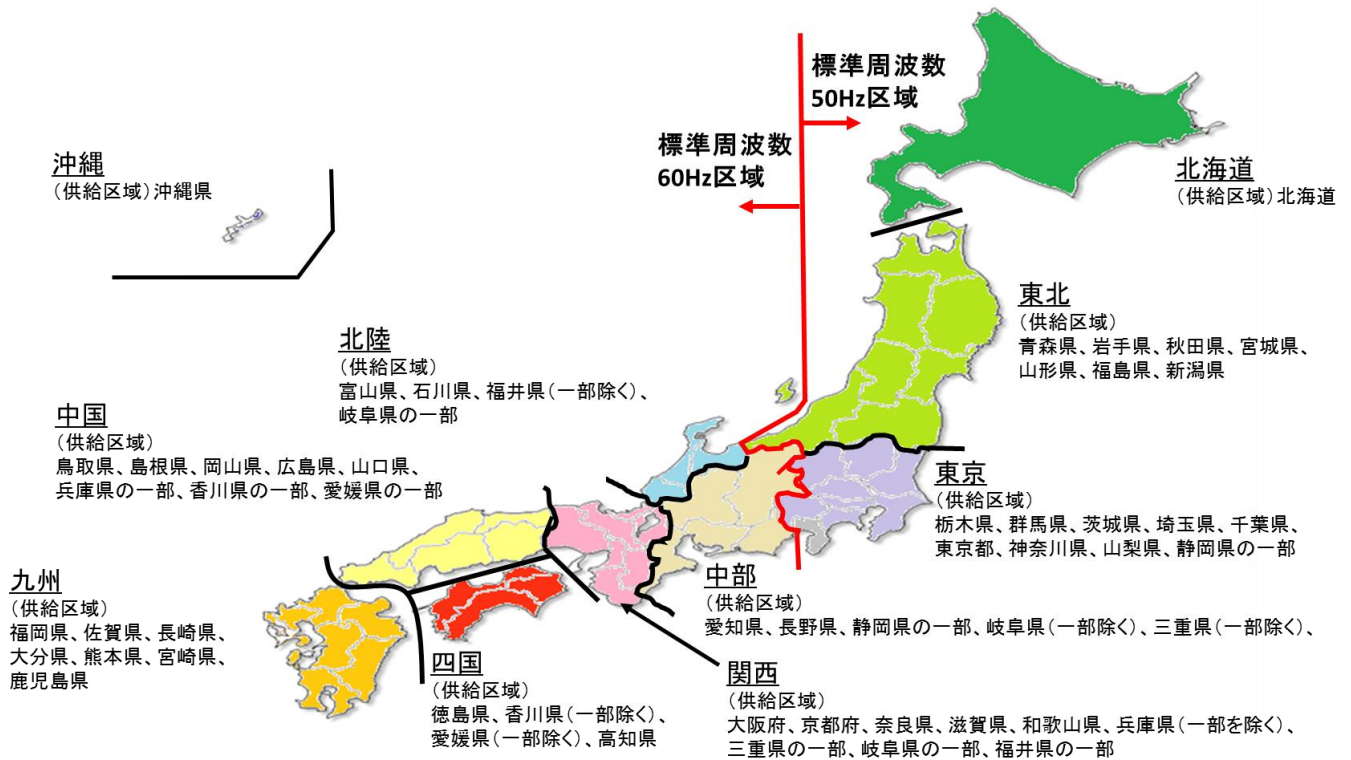 標準周波数
50Hz区域
標準周波数
60Hz区域
沖縄
(供給区域)沖縄県
北海道
(供給区域)北海道
東北
(供給区域)
青森県、岩手県、秋田県、宮城県、
山形県、福島県、新潟県
北陸
(供給区域)
富山県、石川県、福井県(一部除く)、
岐阜県の一部
中国
(供給区域)
鳥取県、島根県、岡山県、広島県、山口県、
兵庫県の一部、香川県の一部、愛媛県の一部
東京
(供給区域)
栃木県、群馬県、茨城県、埼玉県、千葉県、
東京都、神奈川県、山梨県、静岡県の一部
中部
(供給区域)
愛知県、長野県、静岡県の一部、岐阜県(一部除く)、三重県(一部除く)、
九州
(供給区域)
福岡県、佐賀県、長崎県、
大分県、熊本県、宮崎県、
鹿児島県
四国
(供給区域)
徳島県、香川県(一部除く)、
愛媛県(一部除く)、高知県
関西
(供給区域)
大阪府、京都府、奈良県、滋賀県、和歌山県、兵庫県(一部を除く)、
三重県の一部、岐阜県の一部、福井県の一部